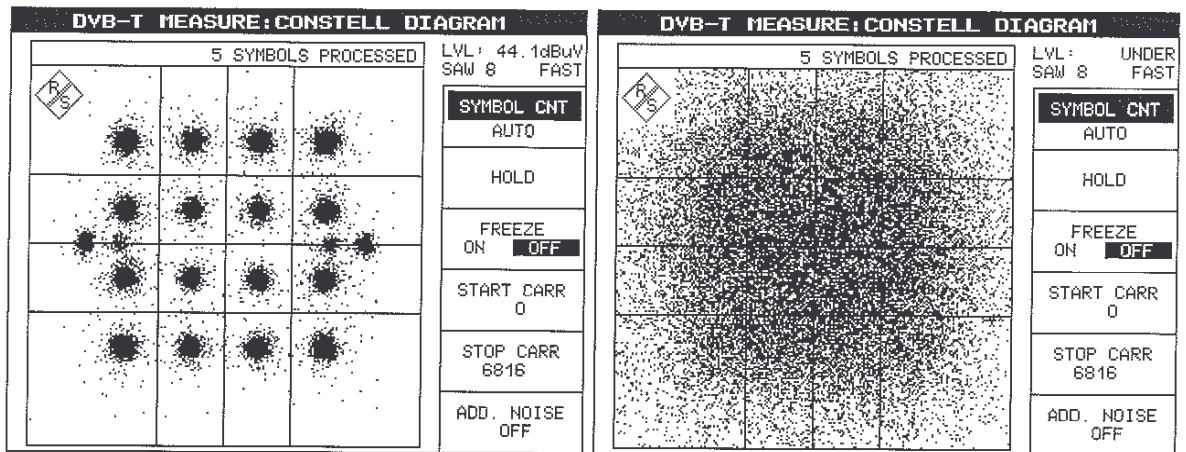 DVB-T MEASURE:CONSTELL DIAGRAM
5 SYMBOLS PROCESSED
LVL: 44.1dBuV
SAW 8 FAST
R/S
SYMBOL CNT
AUTO
HOLD
FREEZE
ON OFF
START CARR
0
STOP CARR
6816
ADD. NOISE
OFF
DVB-T MEASURE:CONSTELL DIAGRAM
5 SYMBOLS PROCESSED
LVL: UNDER
SAW 8 FAST
R/S
SYMBOL CNT
AUTO
HOLD
FREEZE
ON OFF
START CARR
0
STOP CARR
6816
ADD. NOISE
OFF